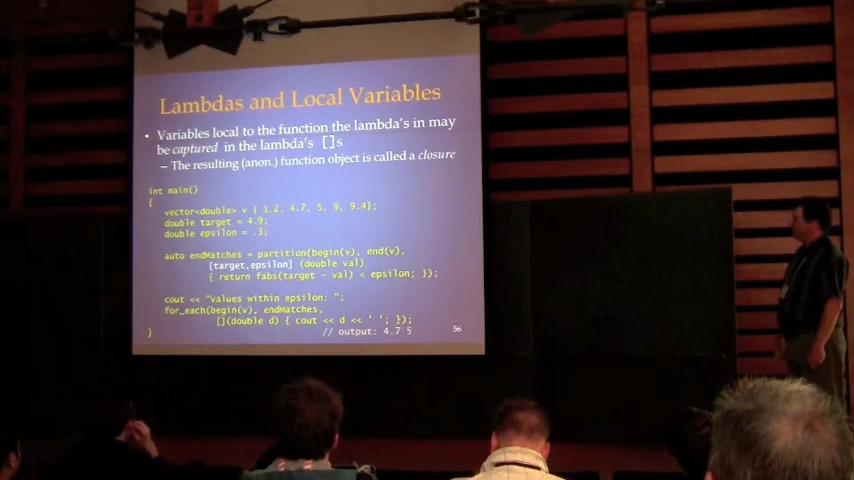 Lambdas and Local Variables
• Variables local to the function the lambda's in may
be captured in the lambda's []s
– The resulting (anon.) function object is called a closure
int main()
{
vector<double> v { 1.2, 4.7, 5, 9, 9.4};
double target = 4.9;
double epsilon = .3;
auto endMatches = partition(begin(v), end(v),
[target,epsilon] (double val)
{ return fabs(target - val) < epsilon; });
cout << "Values within epsilon: ";
for_each(begin(v), endMatches,
[](double d) { cout << d << ' '; });
// output: 4.7 5
}
56